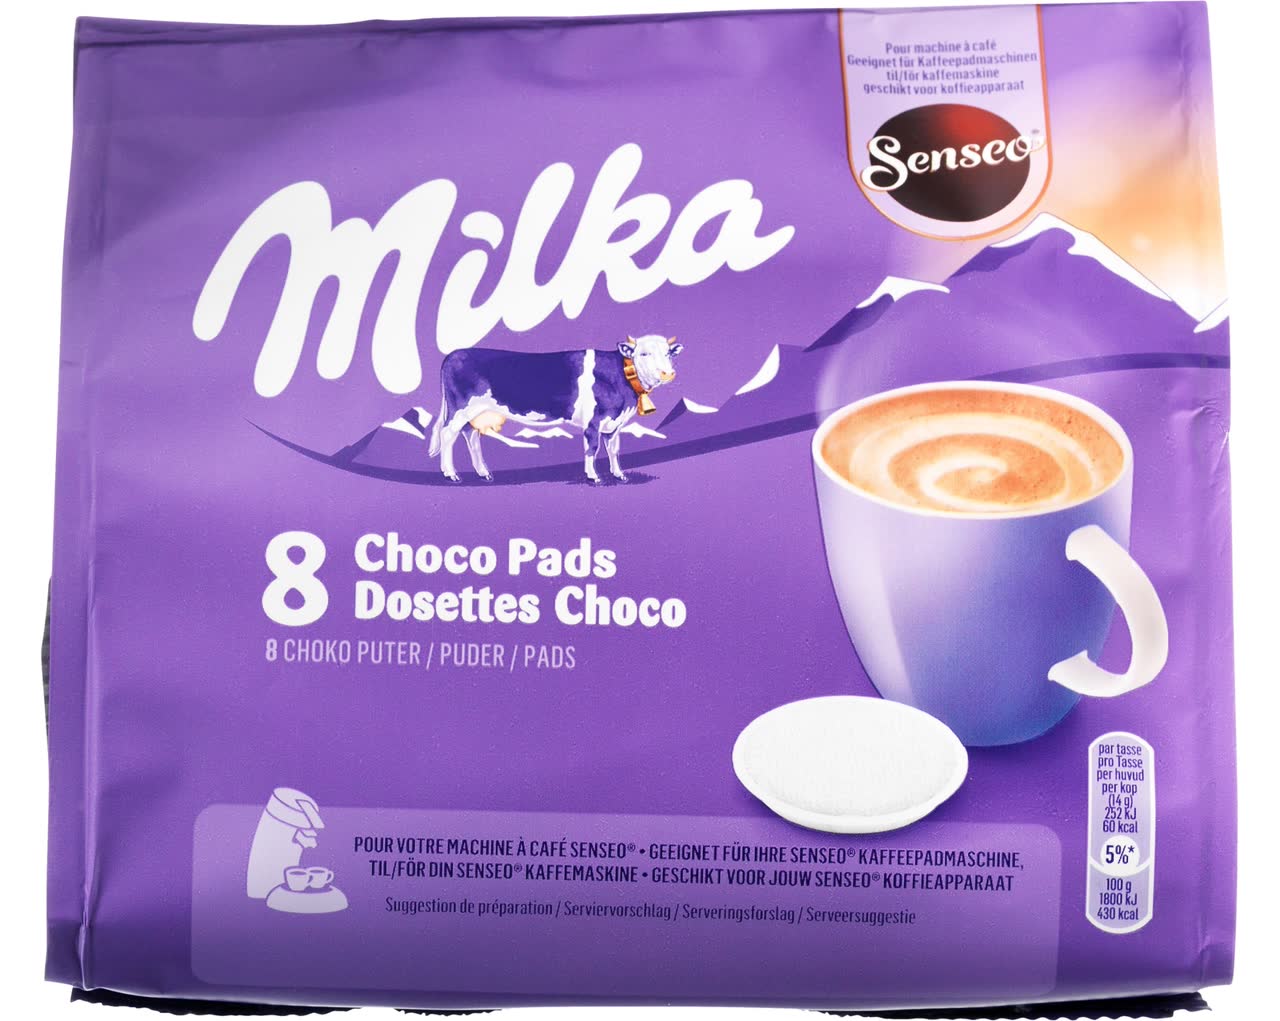 Pour machine à café
Geeignet für Kaffeepadmaschinen
til/för kaffemaskine
geschikt voor koffieapparaat
Senseo®
Milka
8 Choco Pads
Dosettes Choco
8 CHOKO PUTER / PUDER / PADS
par tasse
pro Tasse
per huvud
per kop
(14 g)
252 kJ
60 kcal
5%*
100 g
1800 kJ
430 kcal
POUR VOTRE MACHINE À CAFÉ SENSEO® • GEEIGNET FÜR IHRE SENSEO® KAFFEEPADMASCHINE,
TIL/FÖR DIN SENSEO® KAFFEMASKINE • GESCHIKT VOOR JOUW SENSEO® KOFFIEAPPARAAT
Suggestion de préparation / Serviervorschlag / Serveringsforslag / Serveersuggestie